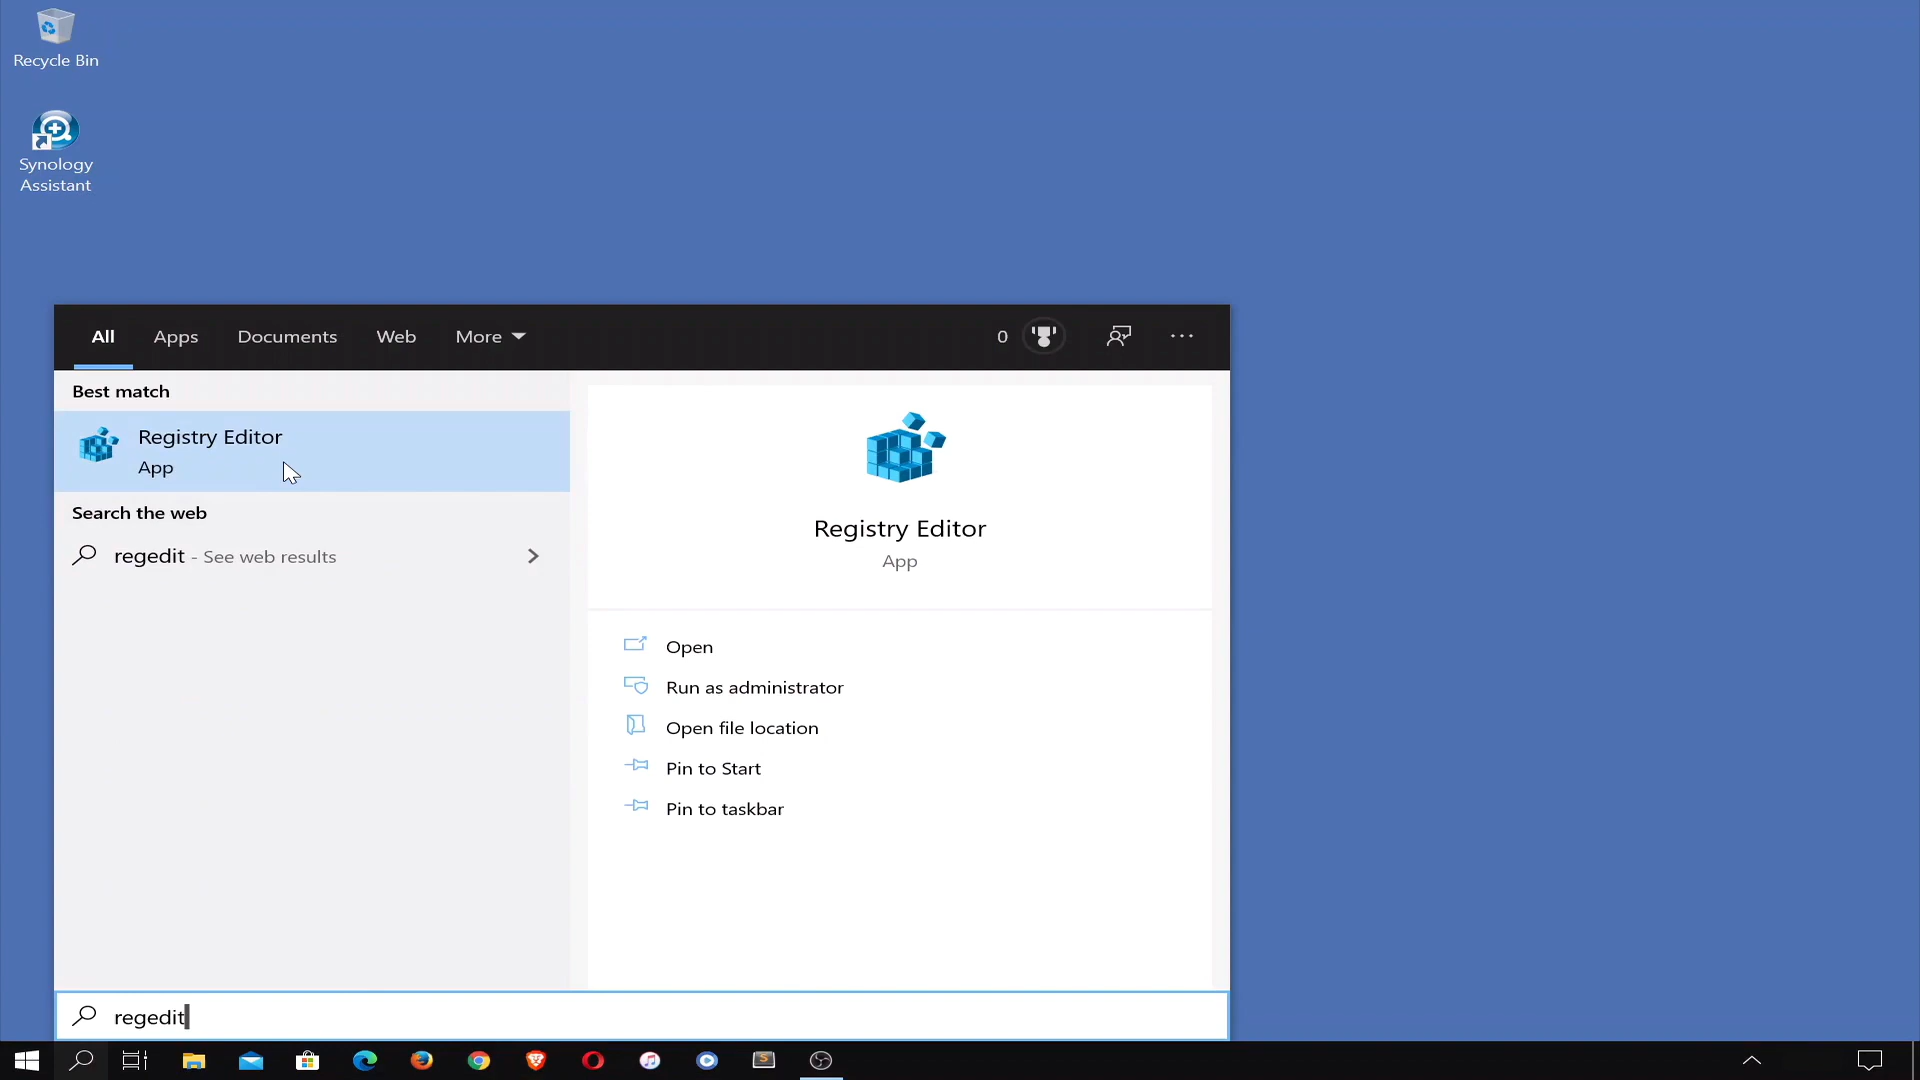 Recycle Bin
Synology
Assistant
All Apps Documents Web More 0
Best match
Registry Editor
App
Search the web
regedit - See web results
Registry Editor
App
Open
Run as administrator
Open file location
Pin to Start
Pin to taskbar
regedit